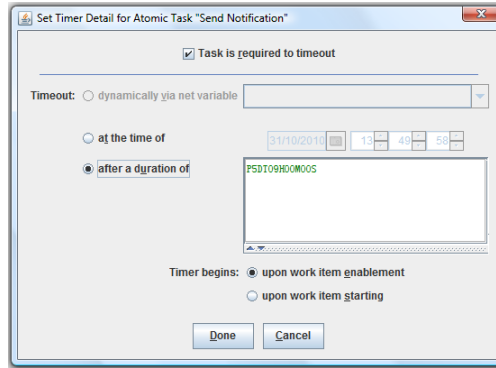 Set Timer Detail for Atomic Task "Send Notification"
Task is required to timeout
Timeout: dynamically via net variable
at the time of 31/10/2010 13 49 58
after a duration of P5DT09H00M00S
Timer begins: upon work item enablement
upon work item starting
Done Cancel